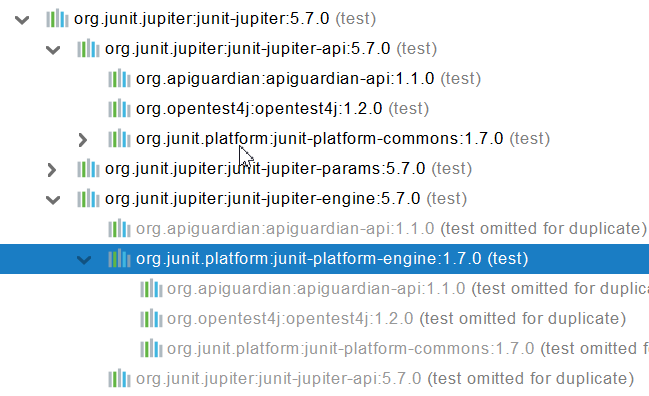 org.junit.jupiter:junit-jupiter:5.7.0 (test)
org.junit.jupiter:junit-jupiter-api:5.7.0 (test)
org.apiguardian:apiguardian-api:1.1.0 (test)
org.opentest4j:opentest4j:1.2.0 (test)
org.junit.platform:junit-platform-commons:1.7.0 (test)
org.junit.jupiter:junit-jupiter-params:5.7.0 (test)
org.junit.jupiter:junit-jupiter-engine:5.7.0 (test)
org.apiguardian:apiguardian-api:1.1.0 (test omitted for duplicate)
org.junit.platform:junit-platform-engine:1.7.0 (test)
org.apiguardian:apiguardian-api:1.1.0 (test omitted for duplic
org.opentest4j:opentest4j:1.2.0 (test omitted for duplicate)
org.junit.platform:junit-platform-commons:1.7.0 (test omitted f
org.junit.jupiter:junit-jupiter-api:5.7.0 (test omitted for duplicate)